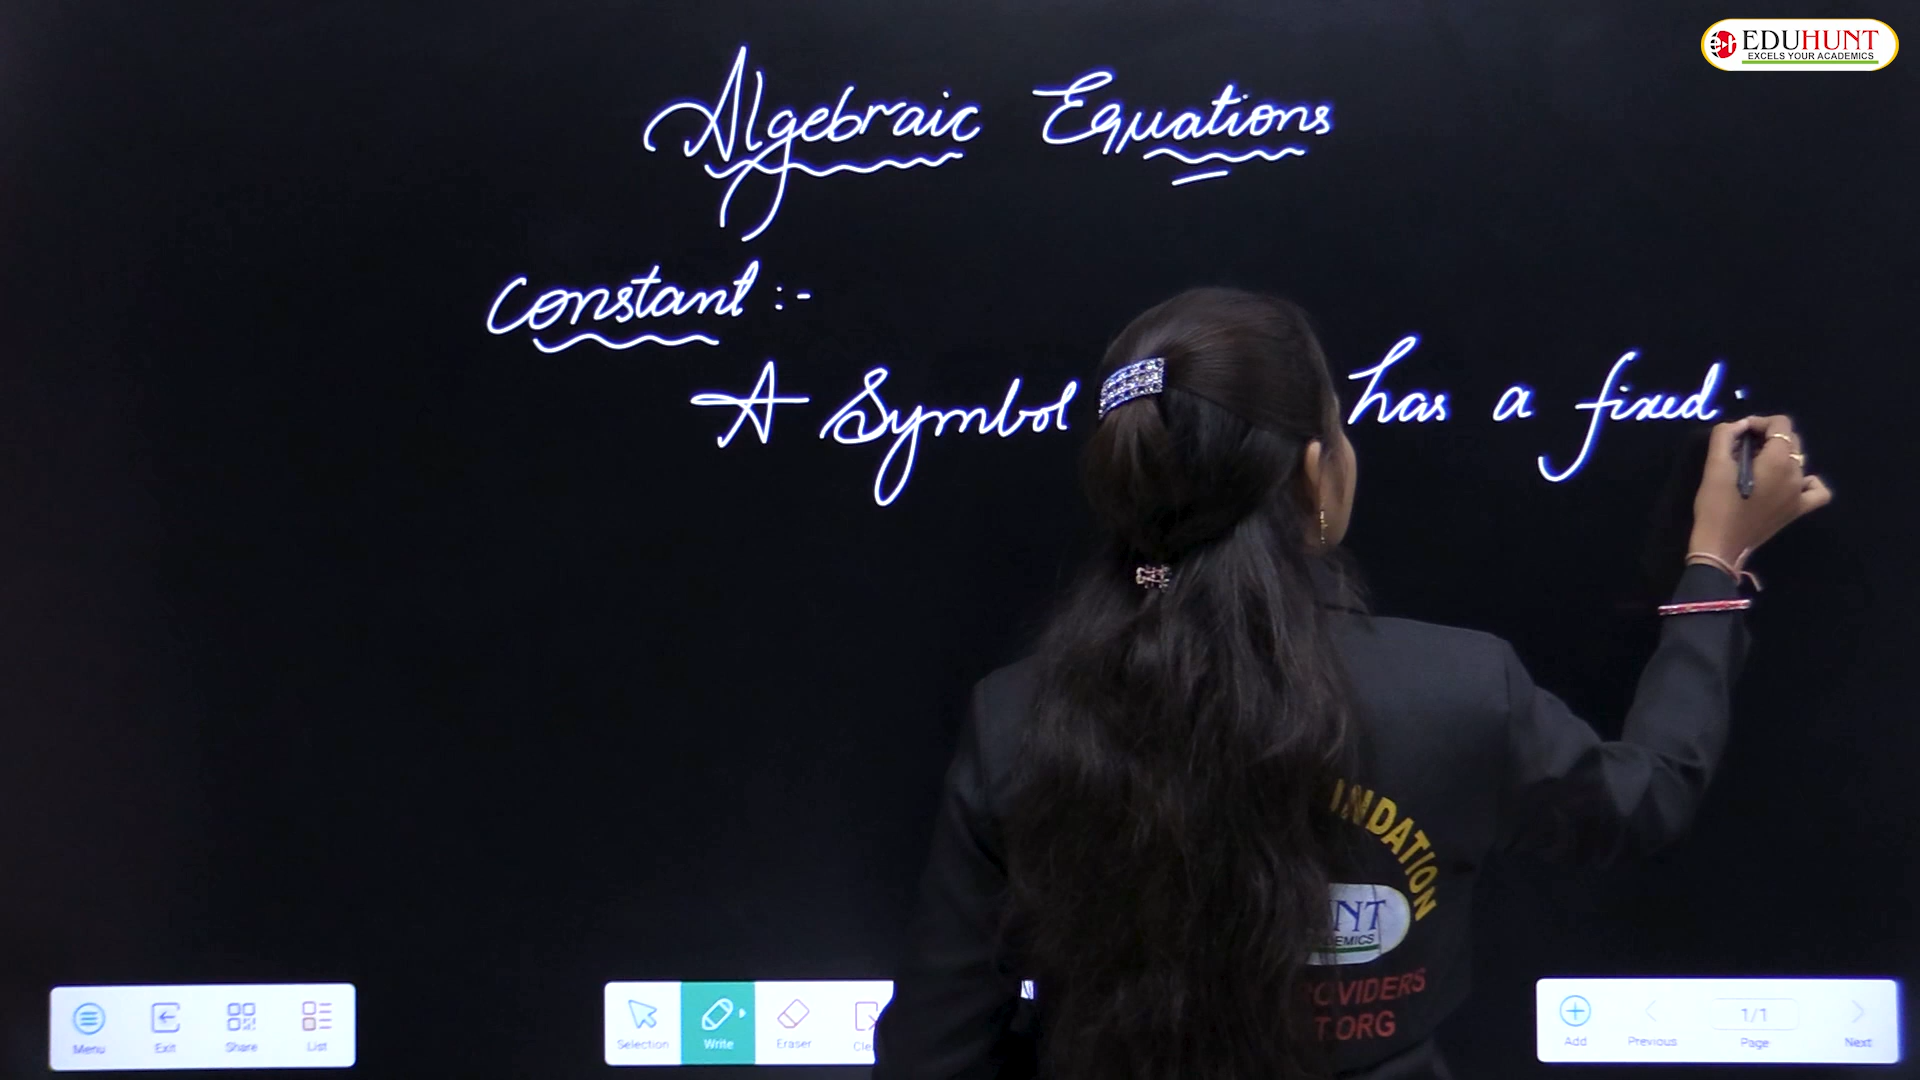 EDUHUNT
EXCELS YOUR ACADEMICS
Algebraic Equations
Constant :-
A Symbol has a fixed
Menu Exit Share List
Selection Write Eraser
Add Previous 1/1 Page Next